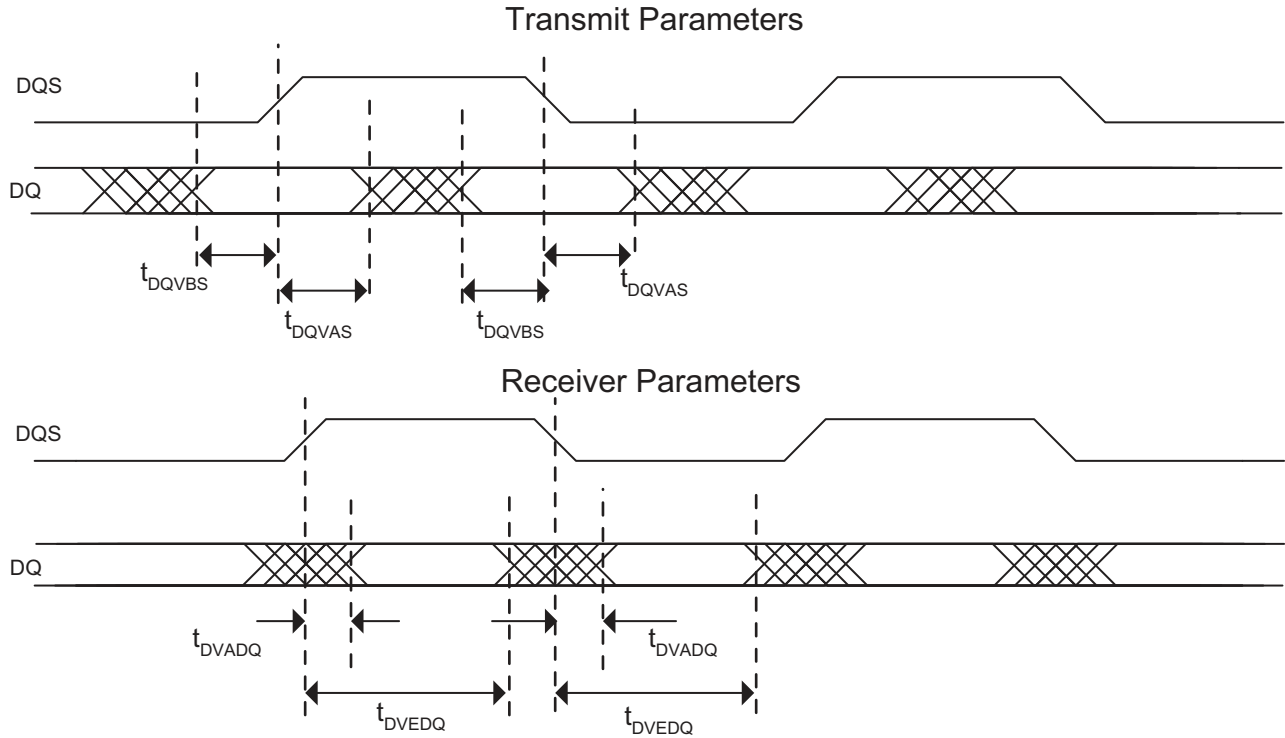 Transmit Parameters
DQS
DQ
tDQVBS
tDQVAS
tDQVBS
tDQVAS
Receiver Parameters
DQS
DQ
tDVADQ
tDVADQ
tDVEDQ
tDVEDQ